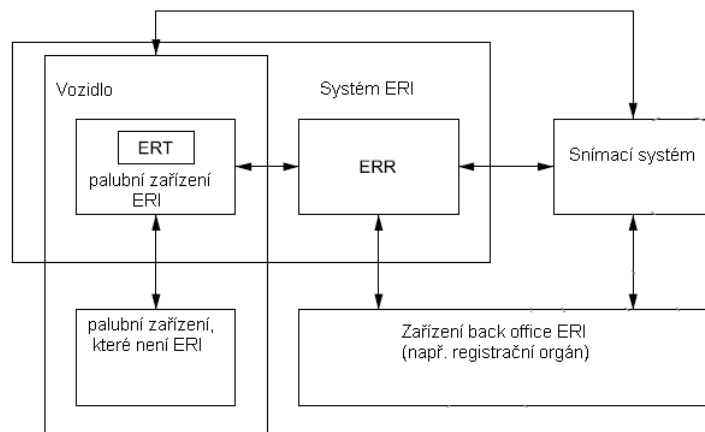 Vozidlo
Systém ERI
ERT
palubní zařízení
ERI
ERR
Snímací systém
palubní zařízení,
které není ERI
Zařízení back office ERI
(např. registrační orgán)